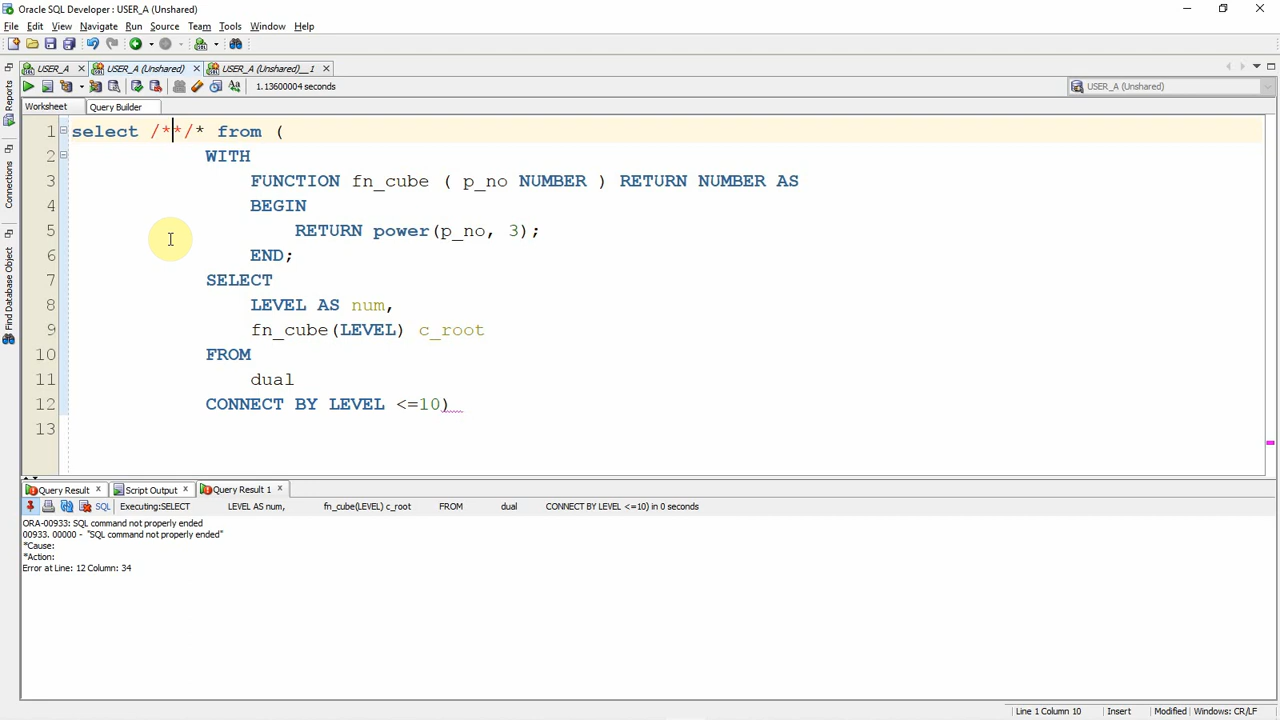 Oracle SQL Developer : USER_A (Unshared)
File Edit View Navigate Run Source Team Tools Window Help
USER_A USER_A (Unshared) USER_A (Unshared)__1
1.13600004 seconds USER_A (Unshared)
Worksheet Query Builder
Reports
Connections
Find Database Object
1 select /**/* from (
2 WITH
3 FUNCTION fn_cube ( p_no NUMBER ) RETURN NUMBER AS
4 BEGIN
5 RETURN power(p_no, 3);
6 END;
7 SELECT
8 LEVEL AS num,
9 fn_cube(LEVEL) c_root
10 FROM
11 dual
12 CONNECT BY LEVEL <=10)
13
Query Result Script Output Query Result 1
SQL Executing:SELECT LEVEL AS num, fn_cube(LEVEL) c_root FROM dual CONNECT BY LEVEL <=10) in 0 seconds
ORA-00933: SQL command not properly ended
00933. 00000 - "SQL command not properly ended"
*Cause:
*Action:
Error at Line: 12 Column: 34
Line 1 Column 10 Insert Modified Windows: CR/LF